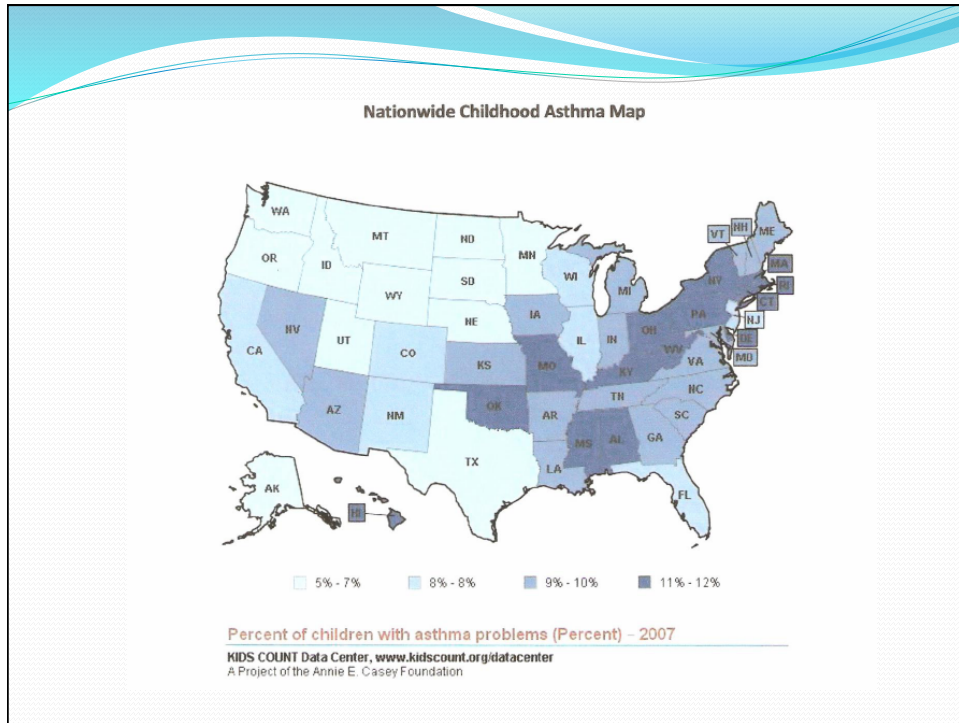 Nationwide Childhood Asthma Map
WA
MT
ND
MN
OR
ID
SD
WI
WY
MI
VT
NH
ME
NY
MA
RI
CT
NE
IA
PA
NJ
NV
UT
IL
IN
OH
DE
CA
CO
KS
MO
WV
MD
VA
KY
NC
TN
AZ
NM
OK
AR
SC
MS
AL
GA
TX
LA
FL
AK
HI
5% - 7%
8% - 8%
9% - 10%
11% - 12%
Percent of children with asthma problems (Percent) – 2007
KIDS COUNT Data Center, www.kidscount.org/datacenter
A Project of the Annie E. Casey Foundation